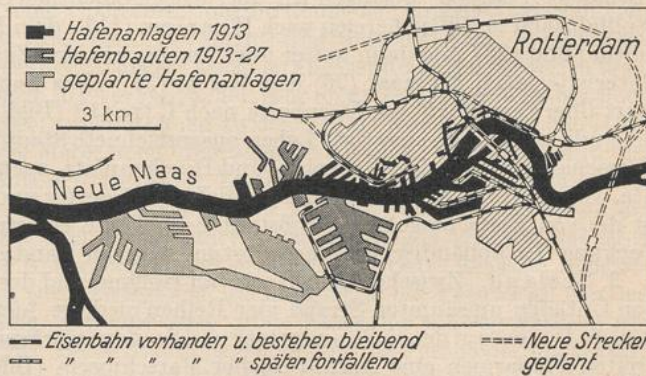 Hafenanlagen 1913
Hafenbauten 1913-27
geplante Hafenanlagen
3 km
Rotterdam
Neue Maas
Eisenbahn vorhanden u. bestehen bleibend
" " " " " später fortfallend
Neue Strecken
geplant